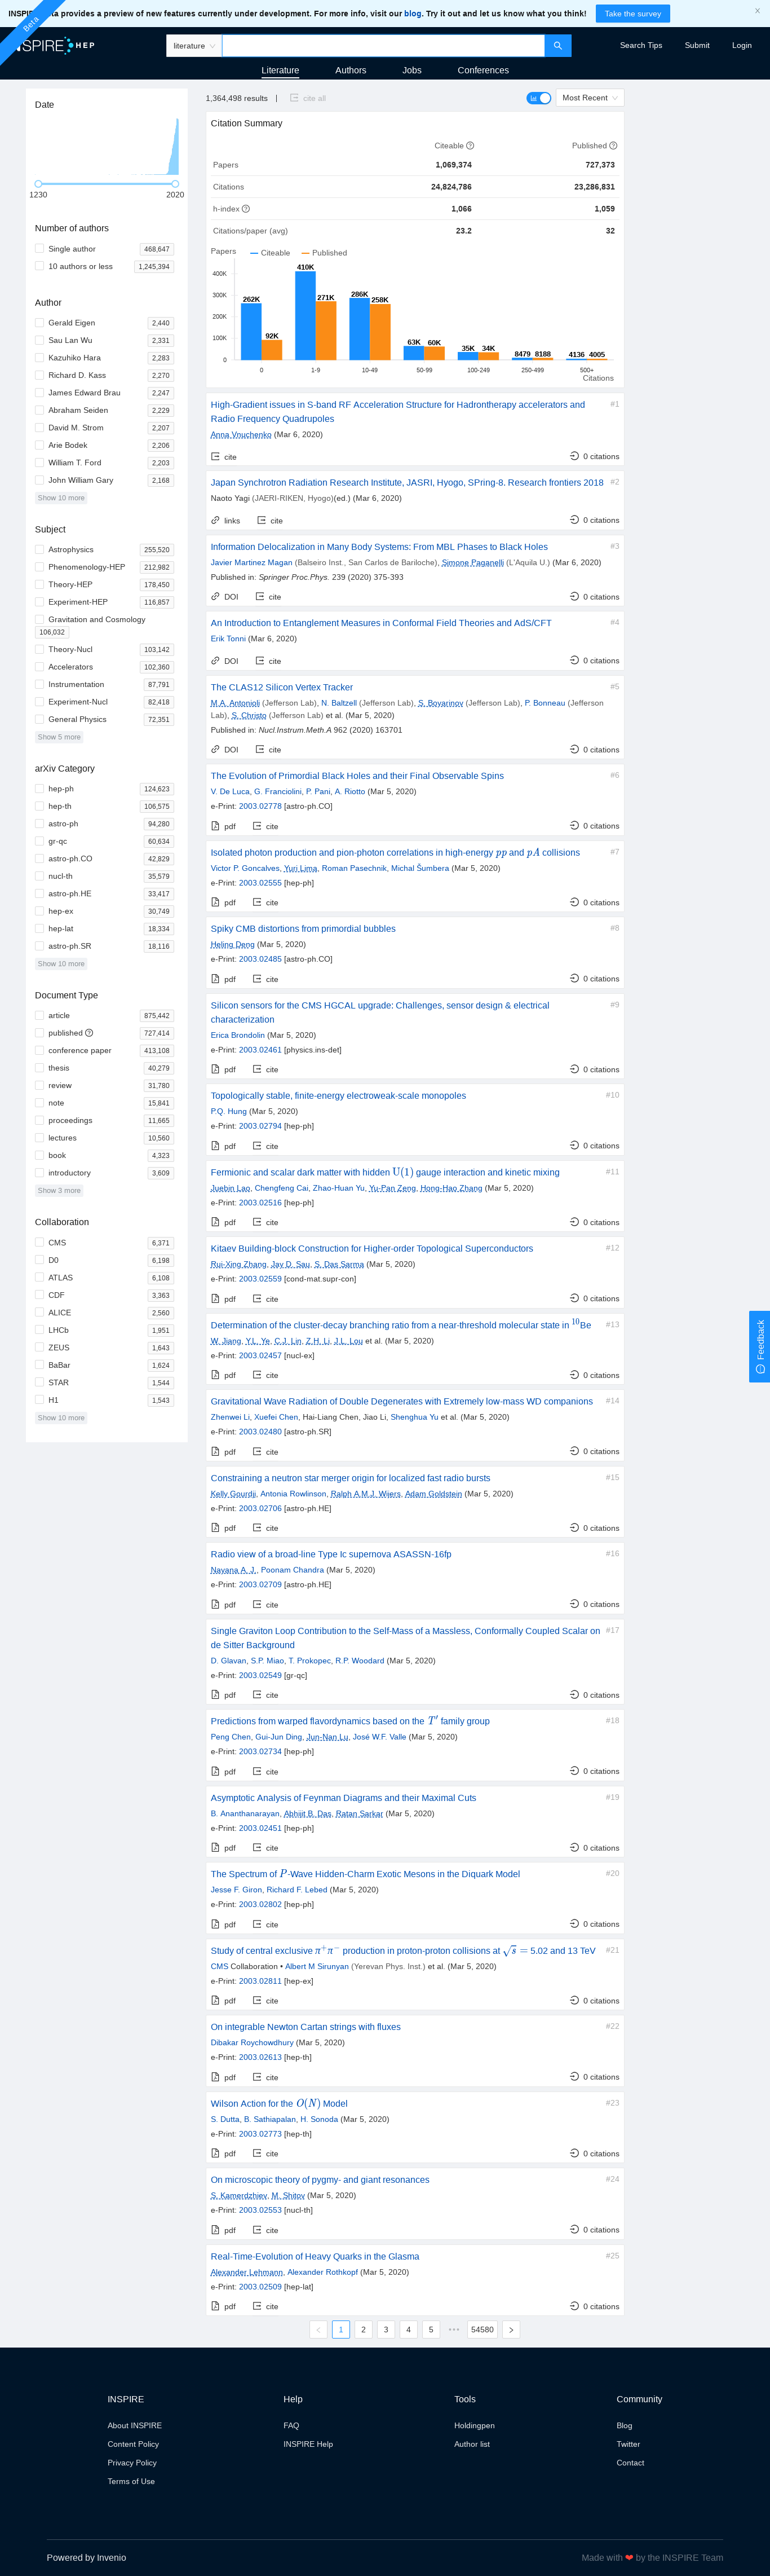 INSPIRE beta provides a preview of new features currently under development. For more info, visit our blog. Try it out and let us know what you think!
Take the survey
Beta
INSPIRE HEP
literature
Search Tips
Submit
Login
Literature
Authors
Jobs
Conferences
Date
1230
2020
Number of authors
Single author 468,647
10 authors or less 1,245,394
Author
Gerald Eigen 2,440
Sau Lan Wu 2,331
Kazuhiko Hara 2,283
Richard D. Kass 2,270
James Edward Brau 2,247
Abraham Seiden 2,229
David M. Strom 2,207
Arie Bodek 2,206
William T. Ford 2,203
John William Gary 2,168
Show 10 more
Subject
Astrophysics 255,520
Phenomenology-HEP 212,982
Theory-HEP 178,450
Experiment-HEP 116,857
Gravitation and Cosmology
106,032
Theory-Nucl 103,142
Accelerators 102,360
Instrumentation 87,791
Experiment-Nucl 82,418
General Physics 72,351
Show 5 more
arXiv Category
hep-ph 124,623
hep-th 106,575
astro-ph 94,280
gr-qc 60,634
astro-ph.CO 42,829
nucl-th 35,579
astro-ph.HE 33,417
hep-ex 30,749
hep-lat 18,334
astro-ph.SR 18,116
Show 10 more
Document Type
article 875,442
published 727,414
conference paper 413,108
thesis 40,279
review 31,780
note 15,841
proceedings 11,665
lectures 10,560
book 4,323
introductory 3,609
Show 3 more
Collaboration
CMS 6,371
D0 6,198
ATLAS 6,108
CDF 3,363
ALICE 2,560
LHCb 1,951
ZEUS 1,643
BaBar 1,624
STAR 1,544
H1 1,543
Show 10 more
1,364,498 results | cite all
Most Recent
Citation Summary
Citeable Published
Papers 1,069,374 727,373
Citations 24,824,786 23,286,831
h-index 1,066 1,059
Citations/paper (avg) 23.2 32
Papers
Citeable Published
400K
300K
200K
100K
0
262K 92K
410K 271K
286K 258K
63K 60K
35K 34K
8479 8188
4136 4005
0 1-9 10-49 50-99 100-249 250-499 500+
Citations
High-Gradient issues in S-band RF Acceleration Structure for Hadrontherapy accelerators and #1
Radio Frequency Quadrupoles
Anna Vnuchenko (Mar 6, 2020)
cite 0 citations
Japan Synchrotron Radiation Research Institute, JASRI, Hyogo, SPring-8. Research frontiers 2018 #2
Naoto Yagi (JAERI-RIKEN, Hyogo)(ed.) (Mar 6, 2020)
links cite 0 citations
Information Delocalization in Many Body Systems: From MBL Phases to Black Holes #3
Javier Martinez Magan (Balseiro Inst., San Carlos de Bariloche), Simone Paganelli (L'Aquila U.) (Mar 6, 2020)
Published in: Springer Proc.Phys. 239 (2020) 375-393
DOI cite 0 citations
An Introduction to Entanglement Measures in Conformal Field Theories and AdS/CFT #4
Erik Tonni (Mar 6, 2020)
DOI cite 0 citations
The CLAS12 Silicon Vertex Tracker #5
M.A. Antonioli (Jefferson Lab), N. Baltzell (Jefferson Lab), S. Boyarinov (Jefferson Lab), P. Bonneau (Jefferson
Lab), S. Christo (Jefferson Lab) et al. (Mar 5, 2020)
Published in: Nucl.Instrum.Meth.A 962 (2020) 163701
DOI cite 0 citations
The Evolution of Primordial Black Holes and their Final Observable Spins #6
V. De Luca, G. Franciolini, P. Pani, A. Riotto (Mar 5, 2020)
e-Print: 2003.02778 [astro-ph.CO]
pdf cite 0 citations
Isolated photon production and pion-photon correlations in high-energy pp and pA collisions #7
Victor P. Goncalves, Yuri Lima, Roman Pasechnik, Michal Šumbera (Mar 5, 2020)
e-Print: 2003.02555 [hep-ph]
pdf cite 0 citations
Spiky CMB distortions from primordial bubbles #8
Heling Deng (Mar 5, 2020)
e-Print: 2003.02485 [astro-ph.CO]
pdf cite 0 citations
Silicon sensors for the CMS HGCAL upgrade: Challenges, sensor design & electrical #9
characterization
Erica Brondolin (Mar 5, 2020)
e-Print: 2003.02461 [physics.ins-det]
pdf cite 0 citations
Topologically stable, finite-energy electroweak-scale monopoles #10
P.Q. Hung (Mar 5, 2020)
e-Print: 2003.02794 [hep-ph]
pdf cite 0 citations
Fermionic and scalar dark matter with hidden U(1) gauge interaction and kinetic mixing #11
Juebin Lao, Chengfeng Cai, Zhao-Huan Yu, Yu-Pan Zeng, Hong-Hao Zhang (Mar 5, 2020)
e-Print: 2003.02516 [hep-ph]
pdf cite 0 citations
Kitaev Building-block Construction for Higher-order Topological Superconductors #12
Rui-Xing Zhang, Jay D. Sau, S. Das Sarma (Mar 5, 2020)
e-Print: 2003.02559 [cond-mat.supr-con]
pdf cite 0 citations
Determination of the cluster-decay branching ratio from a near-threshold molecular state in ¹⁰Be #13
W. Jiang, Y.L. Ye, C.J. Lin, Z.H. Li, J.L. Lou et al. (Mar 5, 2020)
e-Print: 2003.02457 [nucl-ex]
pdf cite 0 citations
Gravitational Wave Radiation of Double Degenerates with Extremely low-mass WD companions #14
Zhenwei Li, Xuefei Chen, Hai-Liang Chen, Jiao Li, Shenghua Yu et al. (Mar 5, 2020)
e-Print: 2003.02480 [astro-ph.SR]
pdf cite 0 citations
Constraining a neutron star merger origin for localized fast radio bursts #15
Kelly Gourdji, Antonia Rowlinson, Ralph A.M.J. Wijers, Adam Goldstein (Mar 5, 2020)
e-Print: 2003.02706 [astro-ph.HE]
pdf cite 0 citations
Radio view of a broad-line Type Ic supernova ASASSN-16fp #16
Nayana A. J., Poonam Chandra (Mar 5, 2020)
e-Print: 2003.02709 [astro-ph.HE]
pdf cite 0 citations
Single Graviton Loop Contribution to the Self-Mass of a Massless, Conformally Coupled Scalar on #17
de Sitter Background
D. Glavan, S.P. Miao, T. Prokopec, R.P. Woodard (Mar 5, 2020)
e-Print: 2003.02549 [gr-qc]
pdf cite 0 citations
Predictions from warped flavordynamics based on the T′ family group #18
Peng Chen, Gui-Jun Ding, Jun-Nan Lu, José W.F. Valle (Mar 5, 2020)
e-Print: 2003.02734 [hep-ph]
pdf cite 0 citations
Asymptotic Analysis of Feynman Diagrams and their Maximal Cuts #19
B. Ananthanarayan, Abhijit B. Das, Ratan Sarkar (Mar 5, 2020)
e-Print: 2003.02451 [hep-ph]
pdf cite 0 citations
The Spectrum of P-Wave Hidden-Charm Exotic Mesons in the Diquark Model #20
Jesse F. Giron, Richard F. Lebed (Mar 5, 2020)
e-Print: 2003.02802 [hep-ph]
pdf cite 0 citations
Study of central exclusive π⁺π⁻ production in proton-proton collisions at √s = 5.02 and 13 TeV #21
CMS Collaboration • Albert M Sirunyan (Yerevan Phys. Inst.) et al. (Mar 5, 2020)
e-Print: 2003.02811 [hep-ex]
pdf cite 0 citations
On integrable Newton Cartan strings with fluxes #22
Dibakar Roychowdhury (Mar 5, 2020)
e-Print: 2003.02613 [hep-th]
pdf cite 0 citations
Wilson Action for the O(N) Model #23
S. Dutta, B. Sathiapalan, H. Sonoda (Mar 5, 2020)
e-Print: 2003.02773 [hep-th]
pdf cite 0 citations
On microscopic theory of pygmy- and giant resonances #24
S. Kamerdzhiev, M. Shitov (Mar 5, 2020)
e-Print: 2003.02553 [nucl-th]
pdf cite 0 citations
Real-Time-Evolution of Heavy Quarks in the Glasma #25
Alexander Lehmann, Alexander Rothkopf (Mar 5, 2020)
e-Print: 2003.02509 [hep-lat]
pdf cite 0 citations
1 2 3 4 5 ••• 54580
Feedback
INSPIRE
About INSPIRE
Content Policy
Privacy Policy
Terms of Use
Help
FAQ
INSPIRE Help
Tools
Holdingpen
Author list
Community
Blog
Twitter
Contact
Powered by Invenio
Made with ❤ by the INSPIRE Team